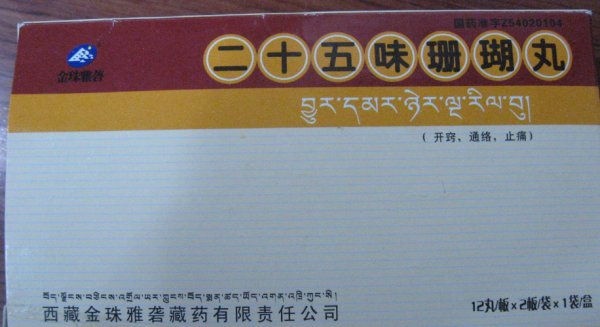 国药准字Z54020104
金珠雅砻
二十五味珊瑚丸
བྱུར་དམར་ཉེར་ལྔ་རིལ་བུ།
(开窍、通络、止痛)
西藏金珠雅砻藏药有限责任公司
12丸/板×2板/袋×1袋/盒